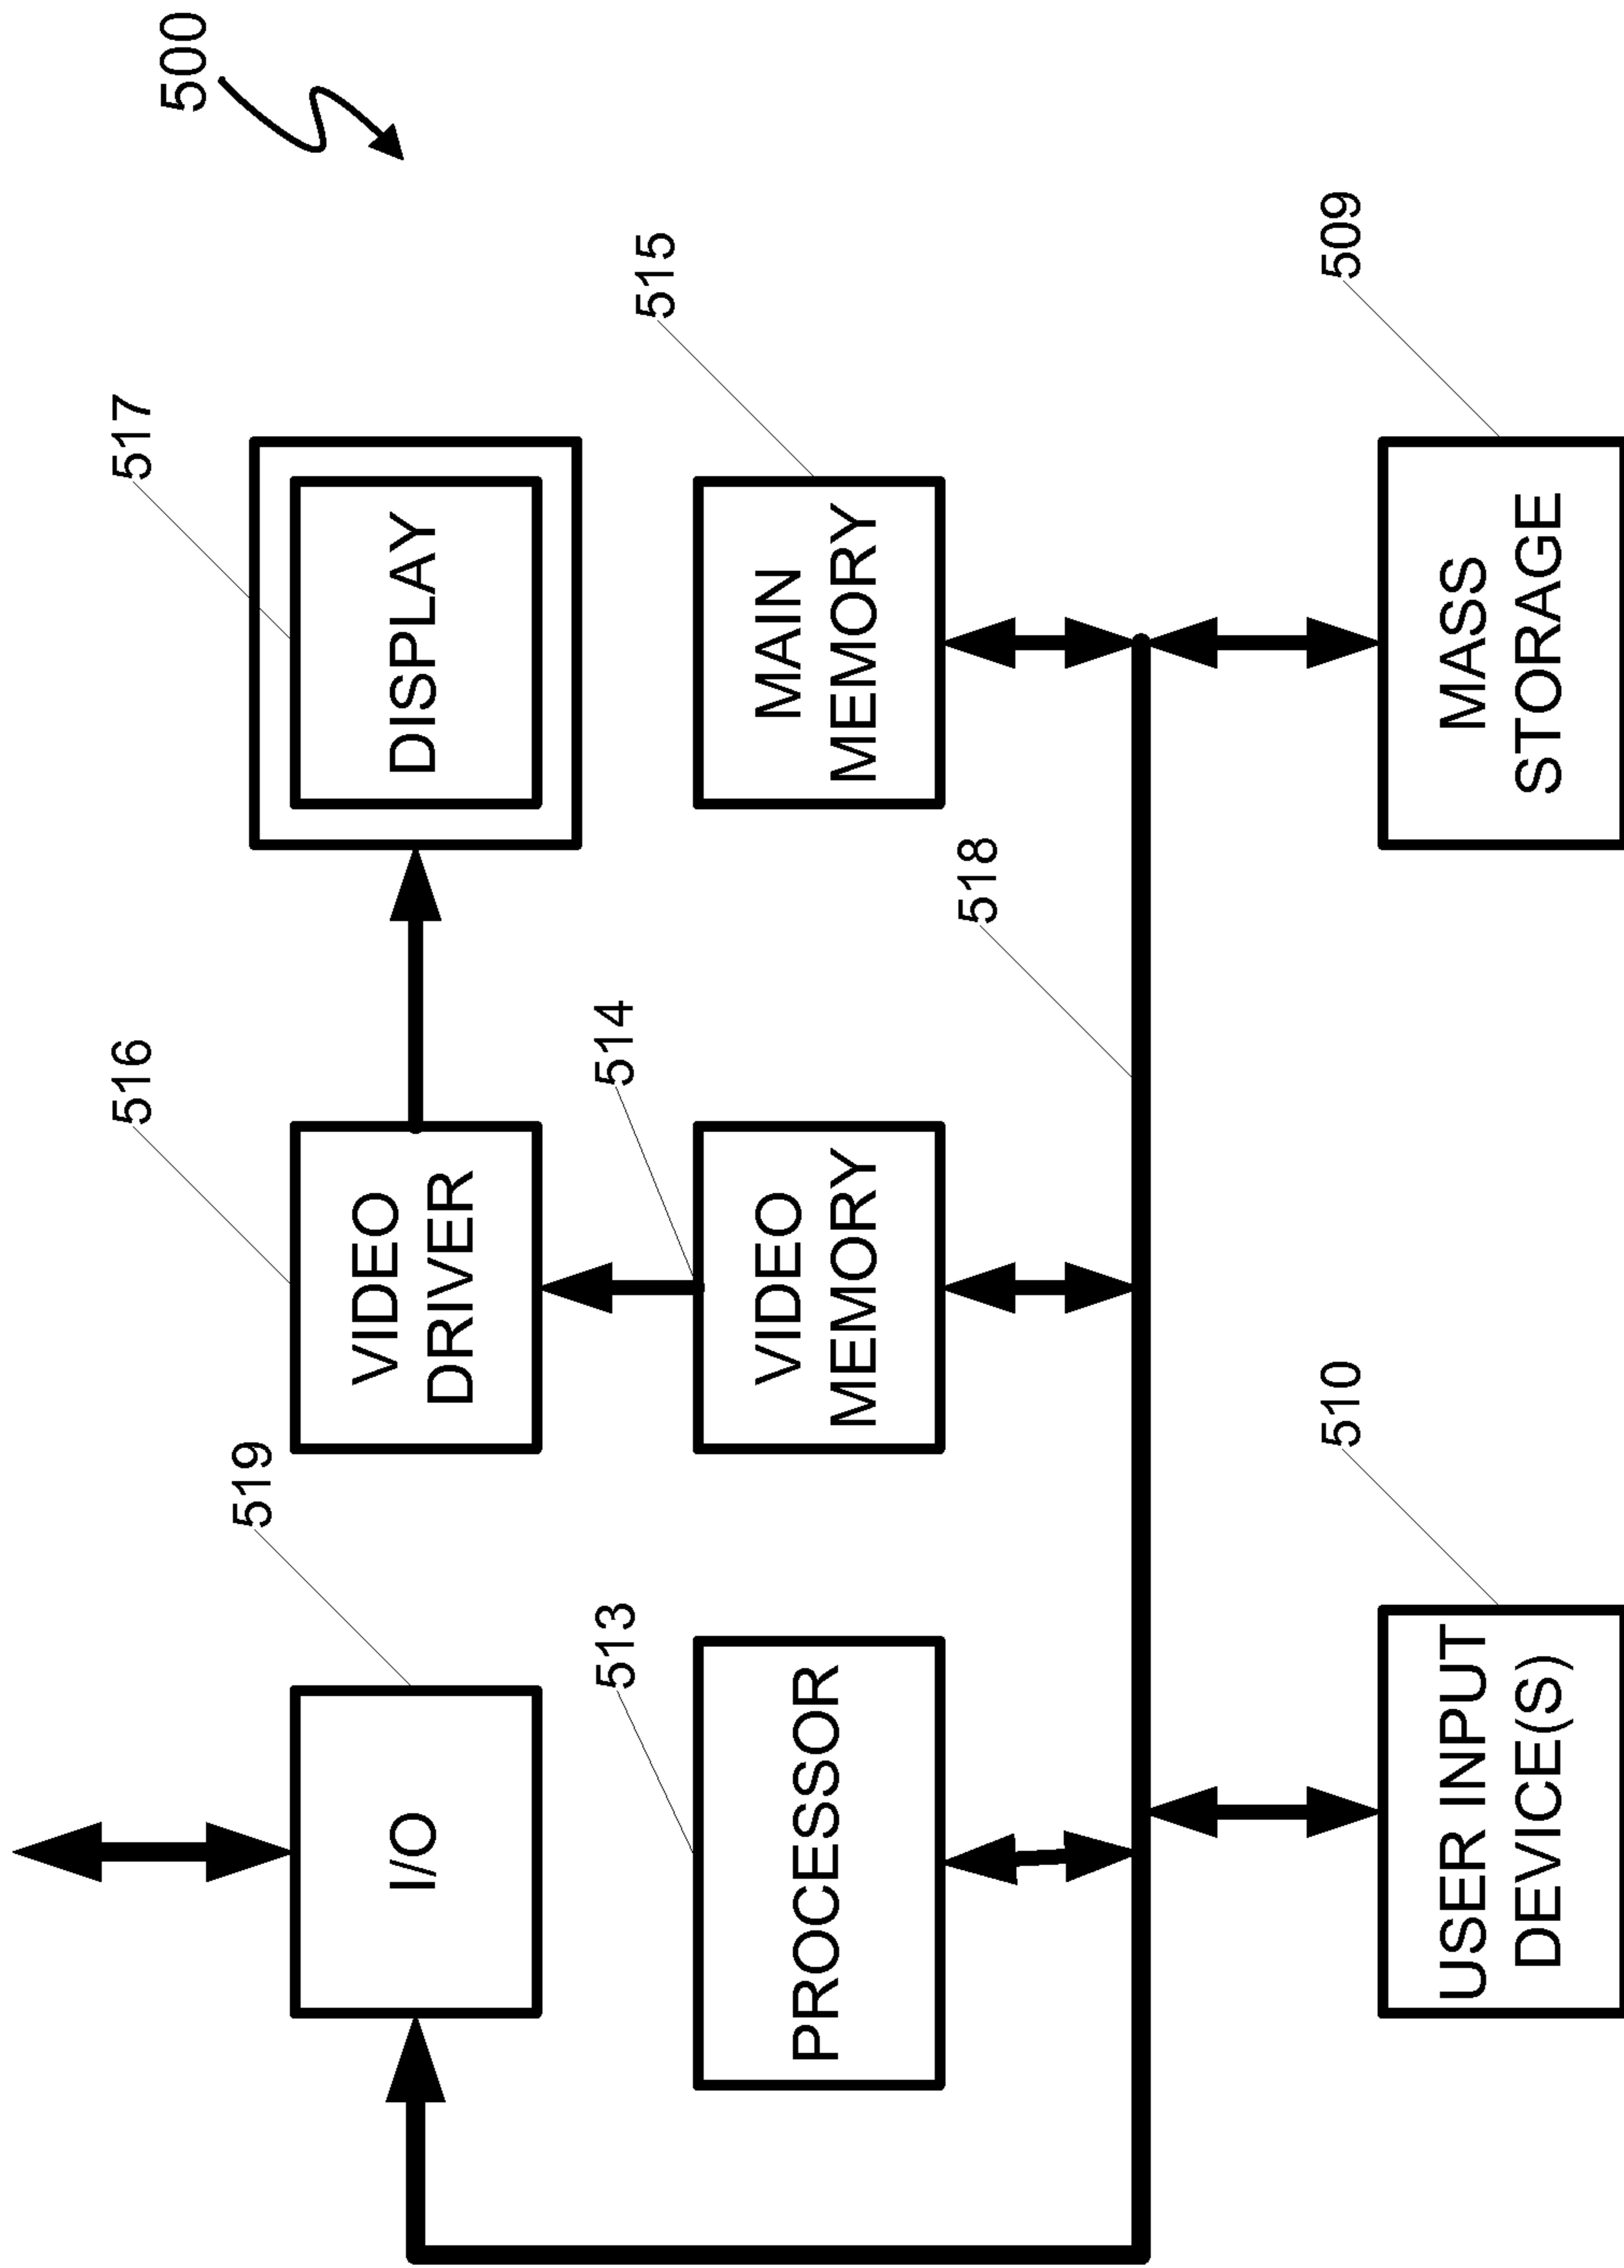 500
517
DISPLAY
516
VIDEO
DRIVER
519
I/O
515
MAIN
MEMORY
514
VIDEO
MEMORY
513
PROCESSOR
518
509
MASS
STORAGE
510
USER INPUT
DEVICE(S)